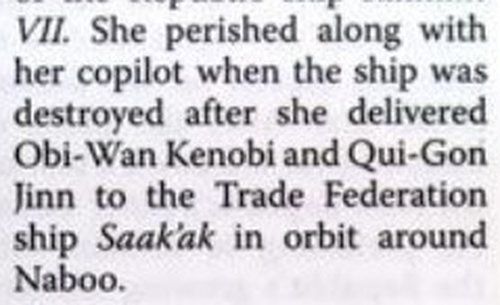 VII. She perished along with
her copilot when the ship was
destroyed after she delivered
Obi-Wan Kenobi and Qui-Gon
Jinn to the Trade Federation
ship Saak'ak in orbit around
Naboo.